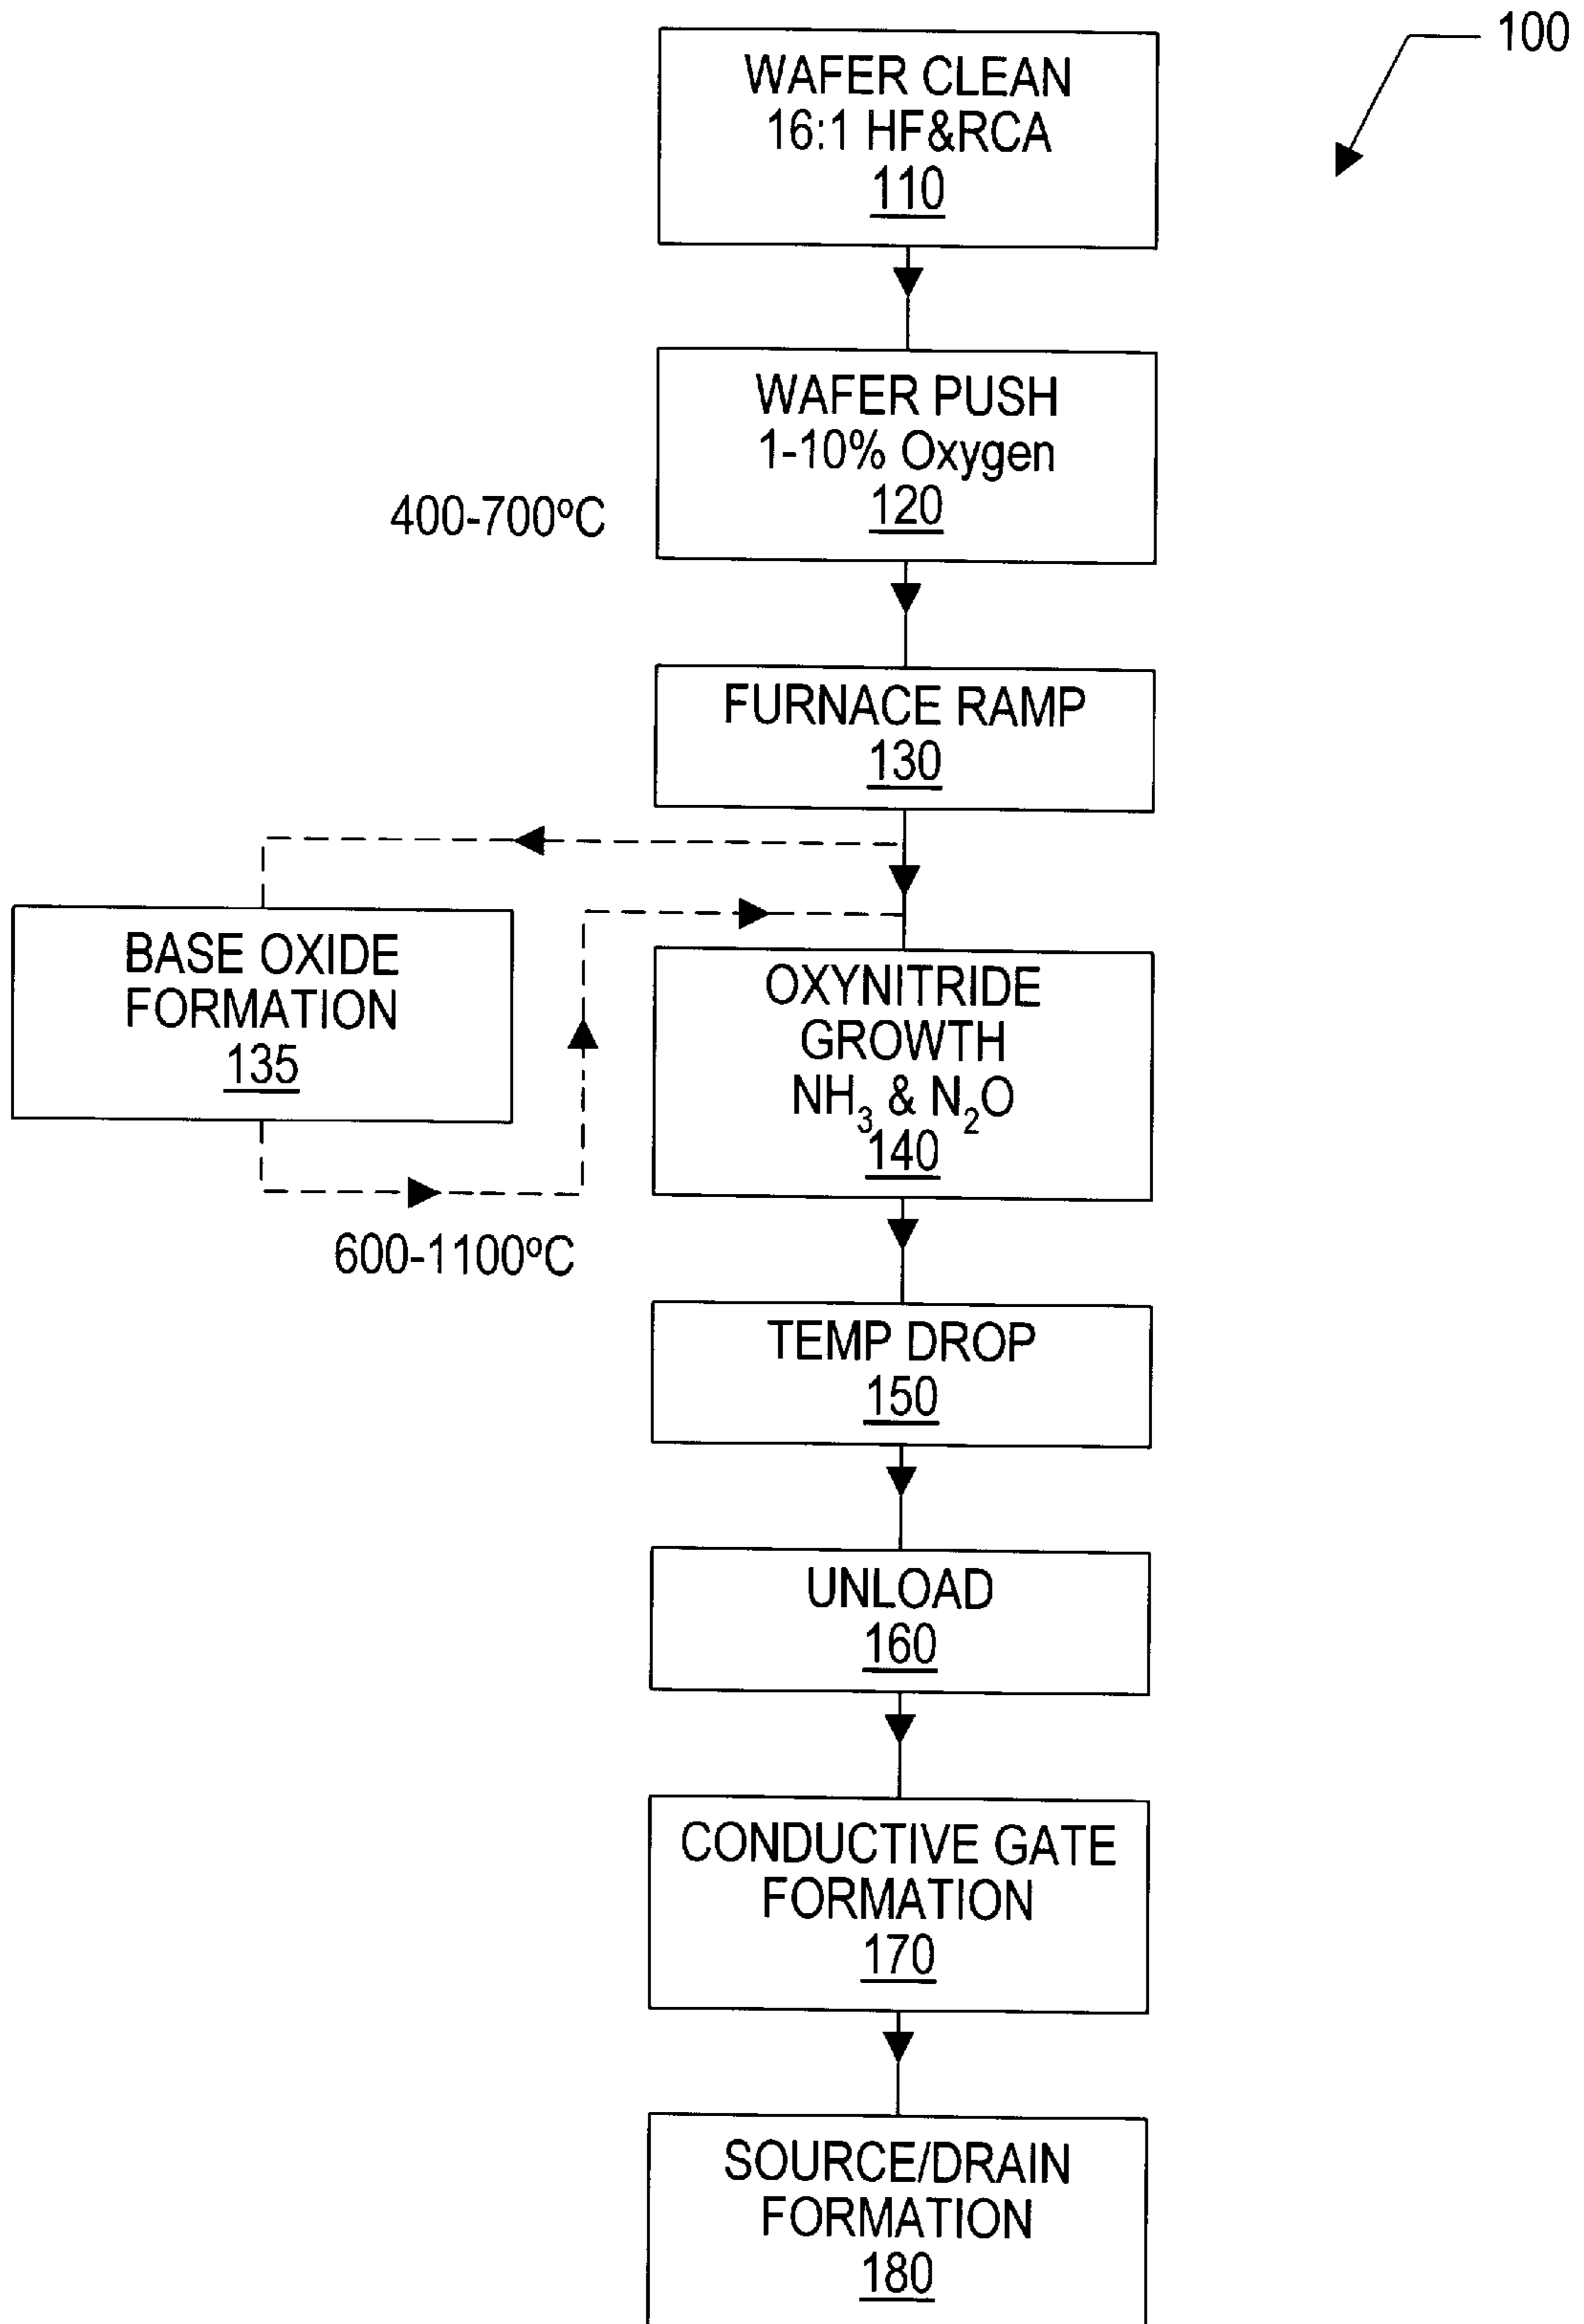 100
WAFER CLEAN
16:1 HF&RCA
110
WAFER PUSH
1-10% Oxygen
120
400-700ºC
FURNACE RAMP
130
BASE OXIDE
FORMATION
135
OXYNITRIDE
GROWTH
NH₃ & N₂O
140
600-1100ºC
TEMP DROP
150
UNLOAD
160
CONDUCTIVE GATE
FORMATION
170
SOURCE/DRAIN
FORMATION
180